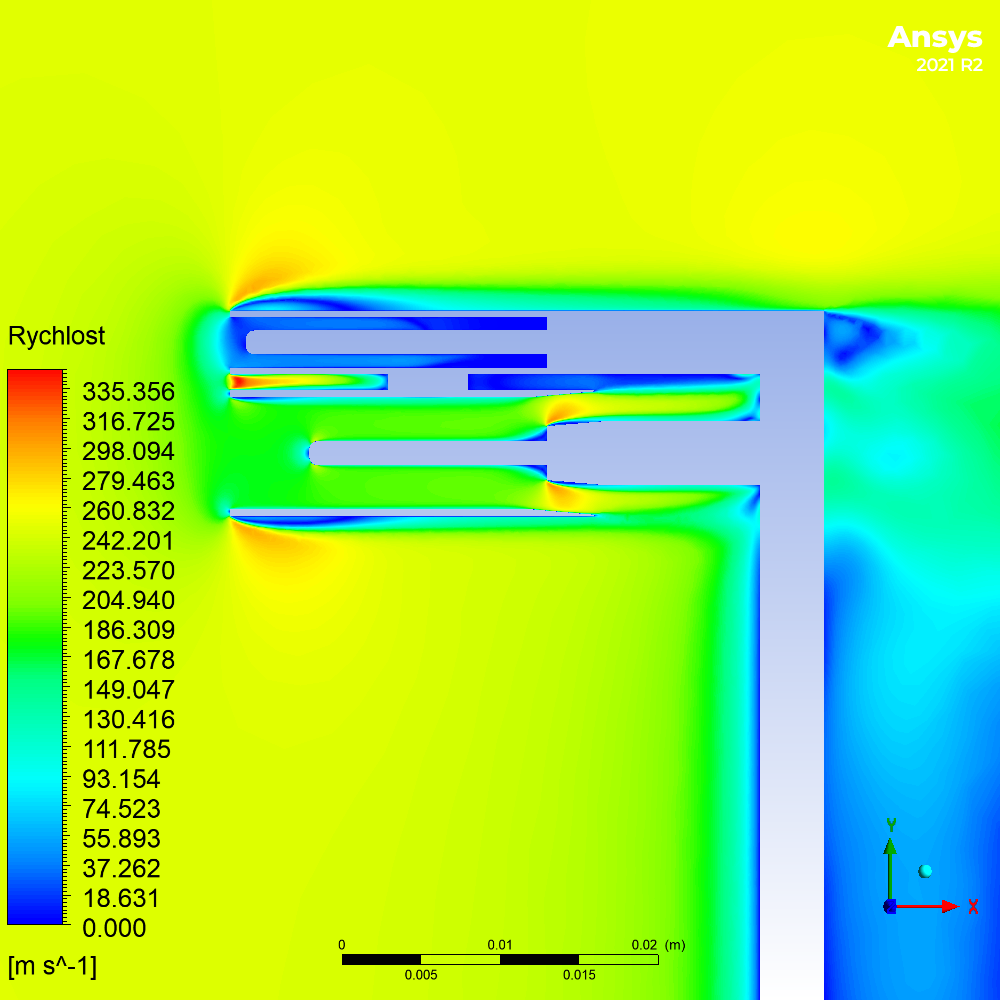 Ansys
2021 R2
Rychlost
335.356
316.725
298.094
279.463
260.832
242.201
223.570
204.940
186.309
167.678
149.047
130.416
111.785
93.154
74.523
55.893
37.262
18.631
0.000
[m s^-1]
0 0.01 0.02 (m)
0.005 0.015
Y
X